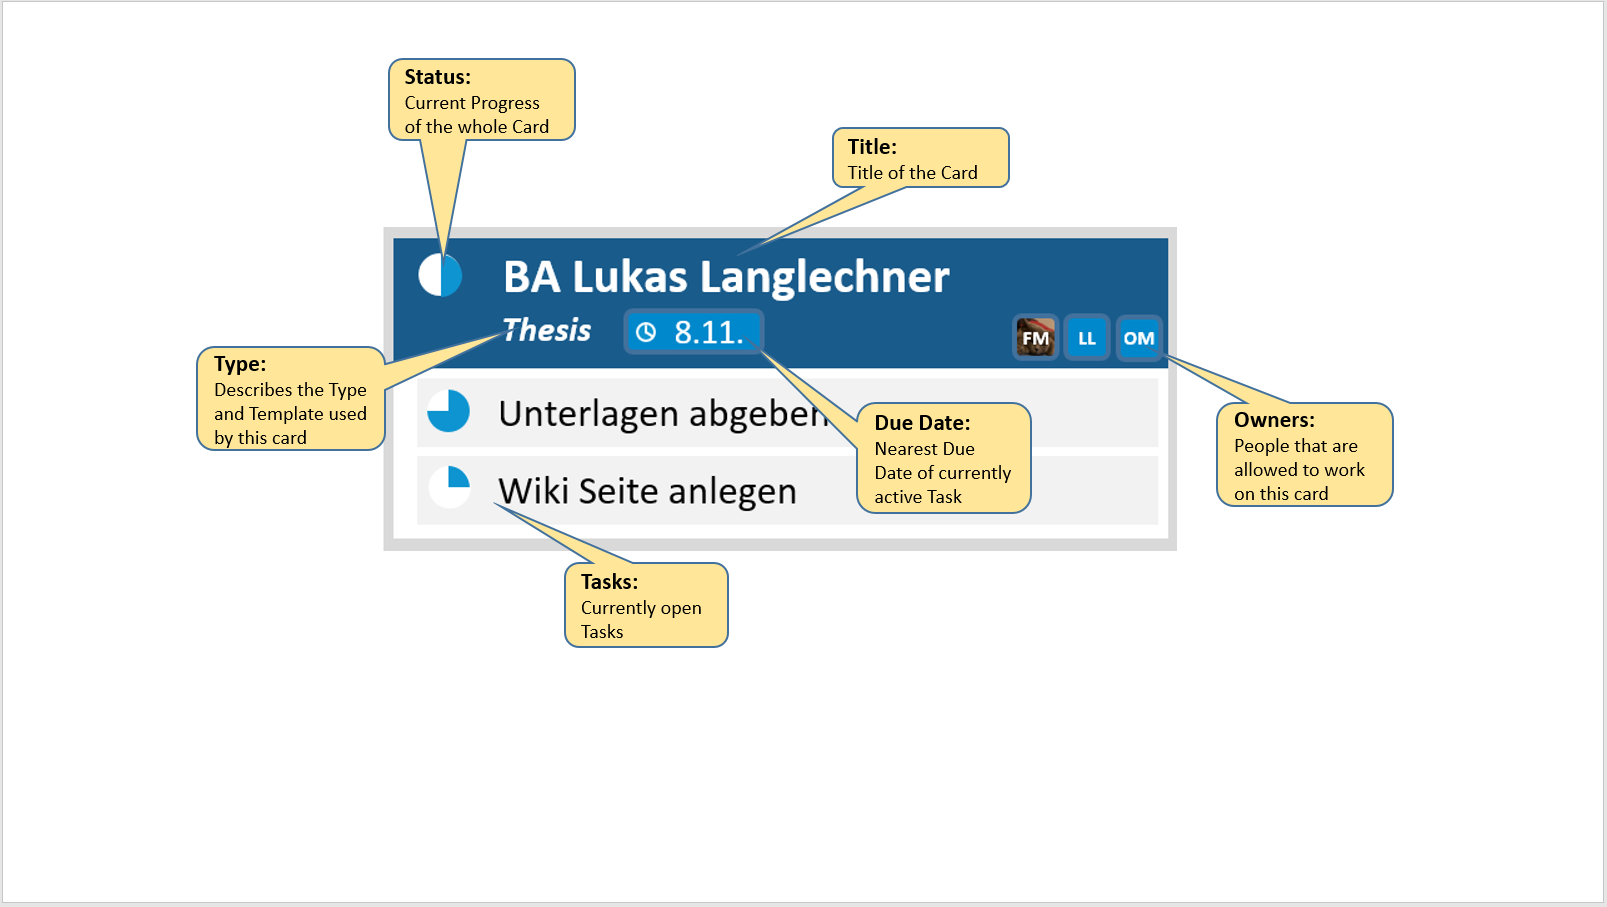 Status:
Current Progress
of the whole Card
Title:
Title of the Card
BA Lukas Langlechner
Thesis
8.11.
FM
LL
OM
Type:
Describes the Type
and Template used
by this card
Unterlagen abgeben
Due Date:
Nearest Due
Date of currently
active Task
Owners:
People that are
allowed to work
on this card
Wiki Seite anlegen
Tasks:
Currently open
Tasks